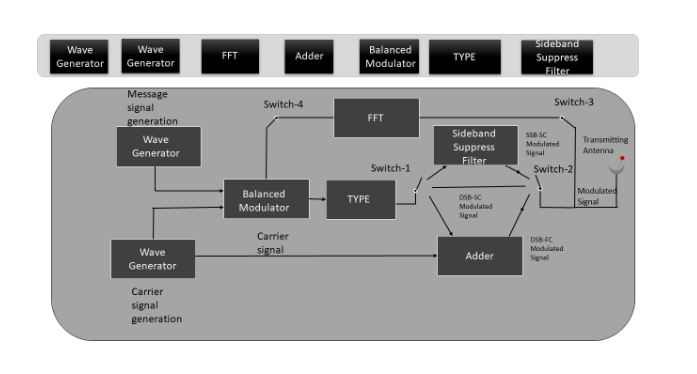 Wave
Generator
Wave
Generator
FFT
Adder
Balanced
Modulator
TYPE
Sideband
Suppress
Filter
Message
signal
generation
Switch-4
Switch-3
FFT
Wave
Generator
Sideband
Suppress
Filter
SSB-SC
Modulated
Signal
Transmitting
Antenna
Switch-1
Switch-2
Balanced
Modulator
TYPE
DSB-SC
Modulated
Signal
Modulated
Signal
Wave
Generator
Carrier
signal
Adder
DSB-FC
Modulated
Signal
Carrier
signal
generation